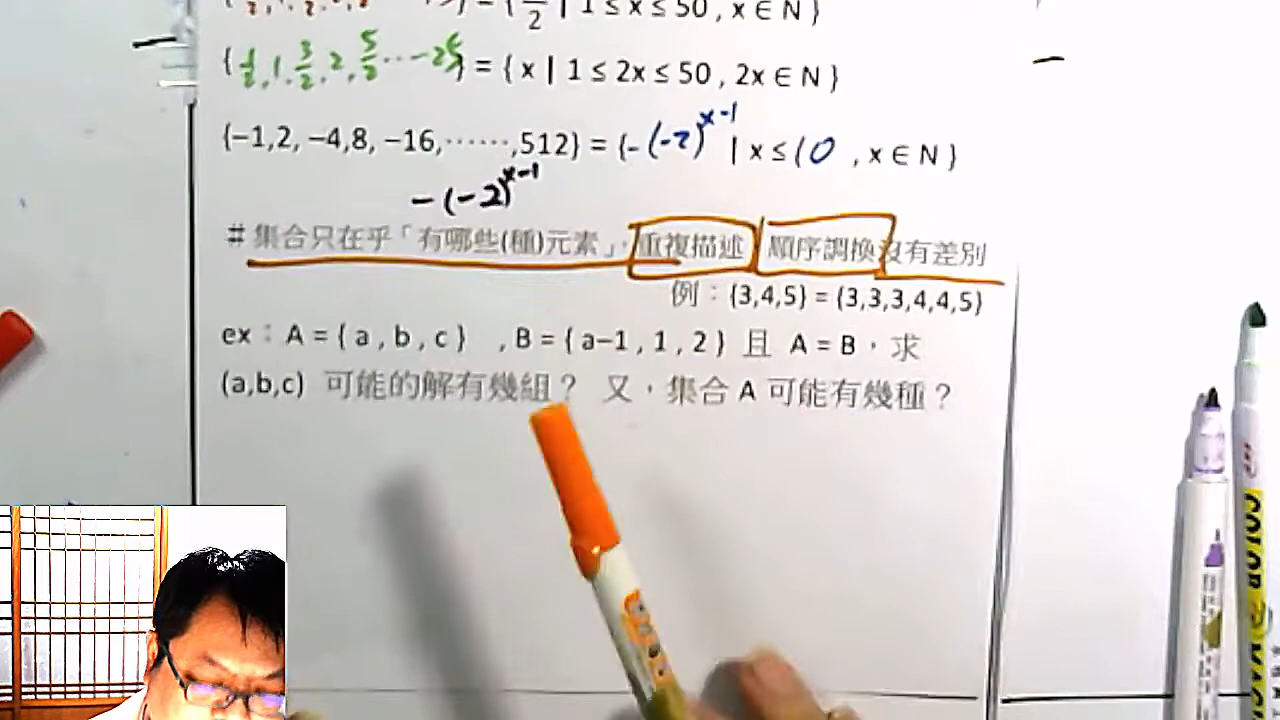 = { x/2 | 1 ≤ x ≤ 50 , x ∈ N }
{ 1/2 , 1 , 3/2 , 2 , 5/2 ⋯ 25 } = { x | 1 ≤ 2x ≤ 50 , 2x ∈ N }
{−1,2, −4,8, −16,⋯⋯,512} = {−(−2)^(x−1) | x ≤ 10 , x ∈ N }
−(−2)^(x−1)
# 集合只在乎「有哪些(種)元素」，重複描述 順序調換沒有差別
例：{3,4,5} = {3,3,3,4,4,5}
ex：A = { a , b , c } , B = { a−1 , 1 , 2 } 且 A = B，求
(a,b,c) 可能的解有幾組？ 又，集合 A 可能有幾種？
COLOR